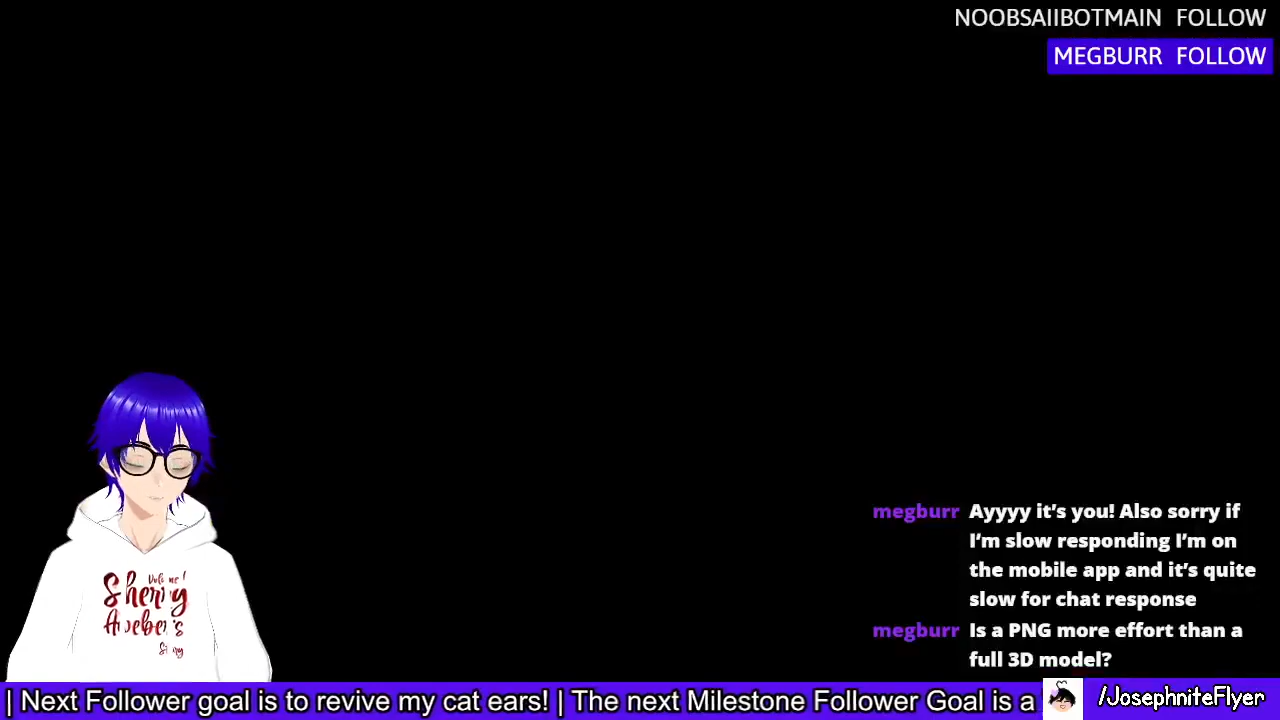 NOOBSAIIBOTMAIN FOLLOW
MEGBURR FOLLOW
megburr Ayyyy it’s you! Also sorry if
I’m slow responding I’m on
the mobile app and it’s quite
slow for chat response
megburr Is a PNG more effort than a
full 3D model?
Sherry
| Next Follower goal is to revive my cat ears! | The next Milestone Follower Goal is a
/JosephniteFlyer